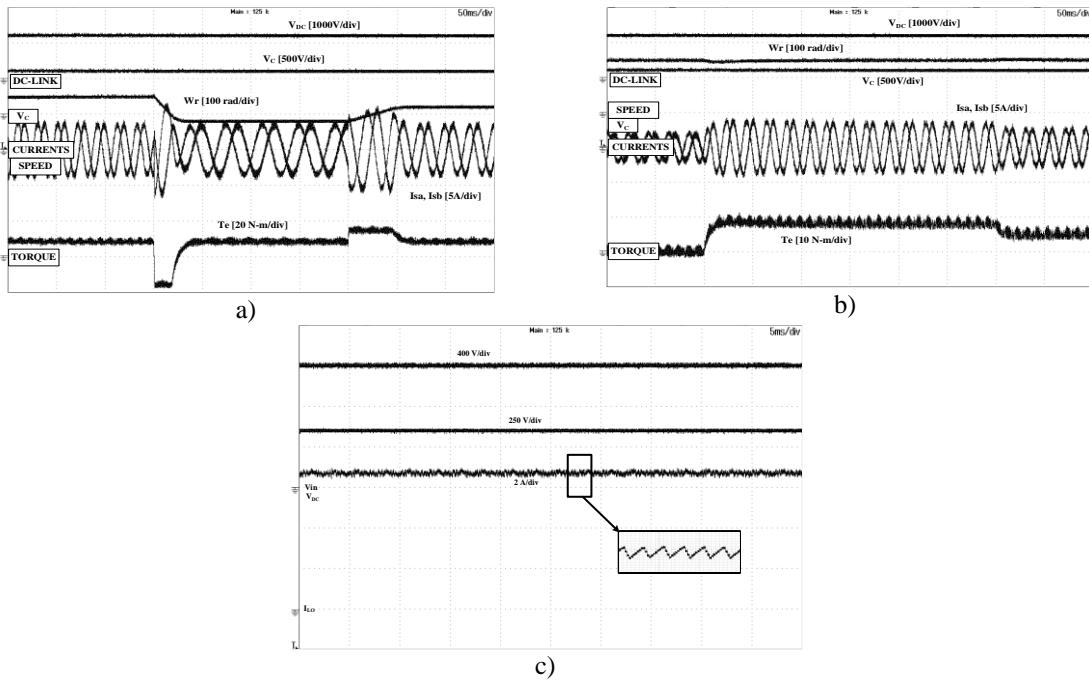 Main = 125 k
50ms/div
V_DC [1000V/div]
V_C [500V/div]
DC-LINK
Wr [100 rad/div]
V_C
CURRENTS
SPEED
Isa, Isb [5A/div]
Te [20 N-m/div]
TORQUE
a)
Main = 125 k
50ms/div
V_DC [1000V/div]
Wr [100 rad/div]
DC-LINK
V_C [500V/div]
SPEED
Isa, Isb [5A/div]
V_C
CURRENTS
Te [10 N-m/div]
TORQUE
b)
Main = 125 k
5ms/div
400 V/div
250 V/div
2 A/div
Vin
V_DC
I_LO
c)